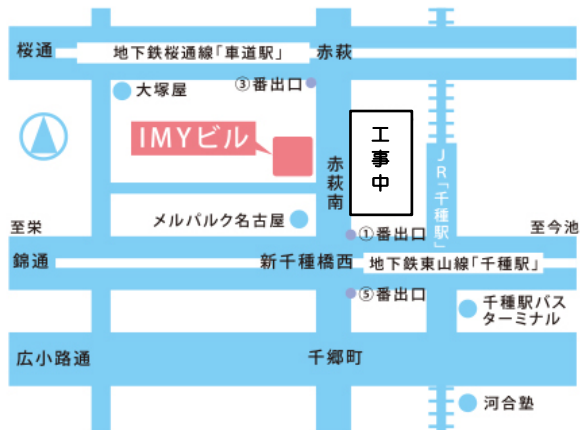 桜通
地下鉄桜通線「車道駅」
赤萩
③番出口
大塚屋
IMYビル
工事中
赤萩南
JR「千種駅」
メルパルク名古屋
①番出口
至栄
至今池
錦通
新千種橋西
地下鉄東山線「千種駅」
⑤番出口
千種駅バス
ターミナル
広小路通
千郷町
河合塾